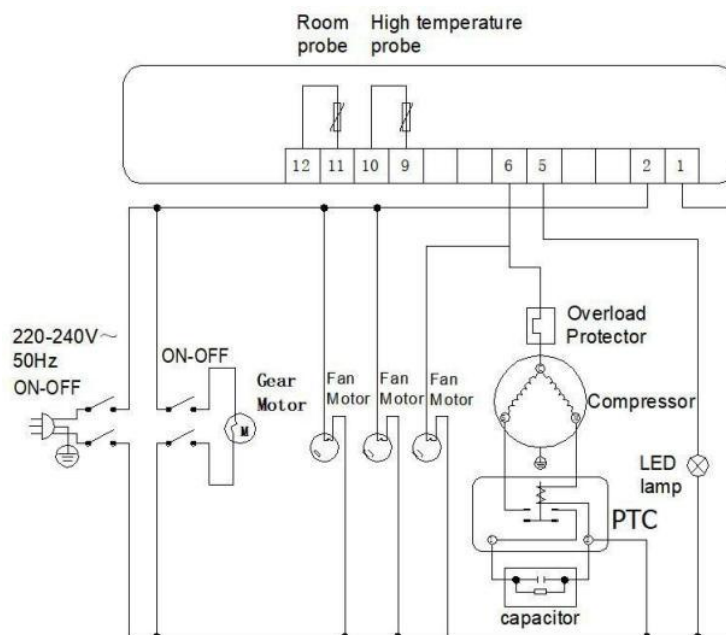 Room probe
High temperature probe
12 11 10 9 6 5 2 1
220-240V~
50Hz
ON-OFF
ON-OFF
Gear
Motor
M
Fan
Motor
Fan
Motor
Fan
Motor
Overload
Protector
Compressor
LED
lamp
PTC
capacitor